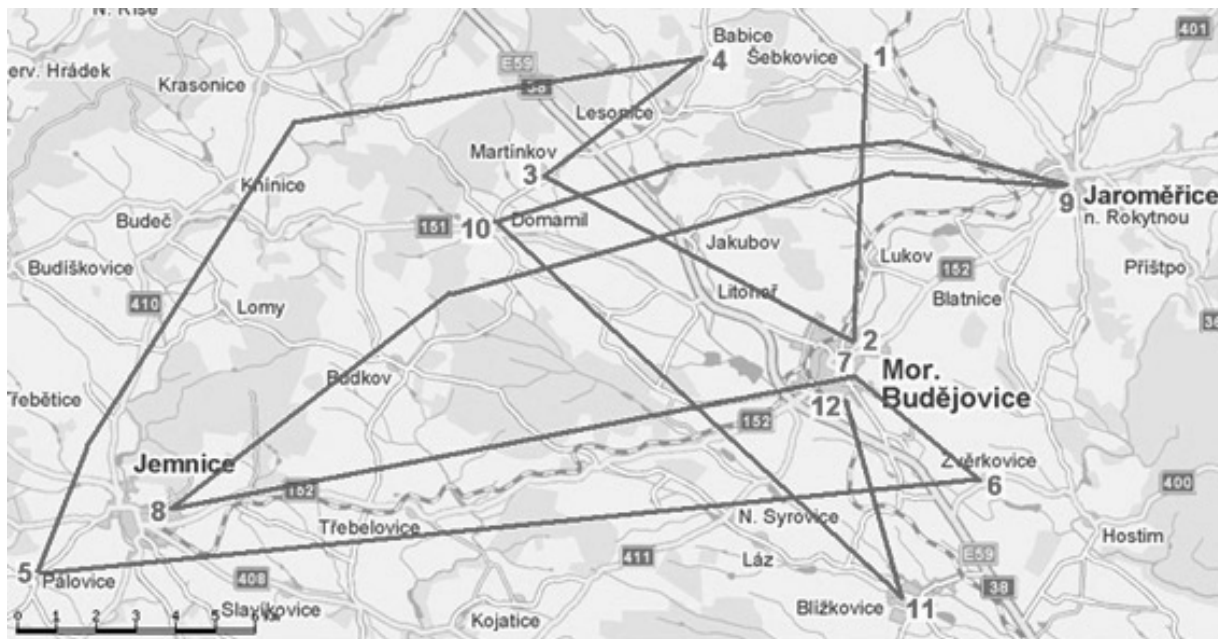 N. Říše
401
Babice
Šebkovice
1
4
E59
38
erv. Hrádek
Krasonice
Lesonice
Martínkov
3
Knínice
Jaroměřice
n. Rokytnou
9
Budeč
151
10
Domamil
Jakubov
Lukov
152
Příštpo
Budíškovice
410
Lomy
Litohoř
Blatnice
2
7
Mor.
Budějovice
Budkov
12
152
Třebětice
Jemnice
Zvěrkovice
6
400
8
152
Třebelovice
N. Syrovice
Hostim
411
Láz
E59
5
Pálovice
408
38
Slavíkovice
Kojatice
Blížkovice
11
0 1 2 3 4 5 6